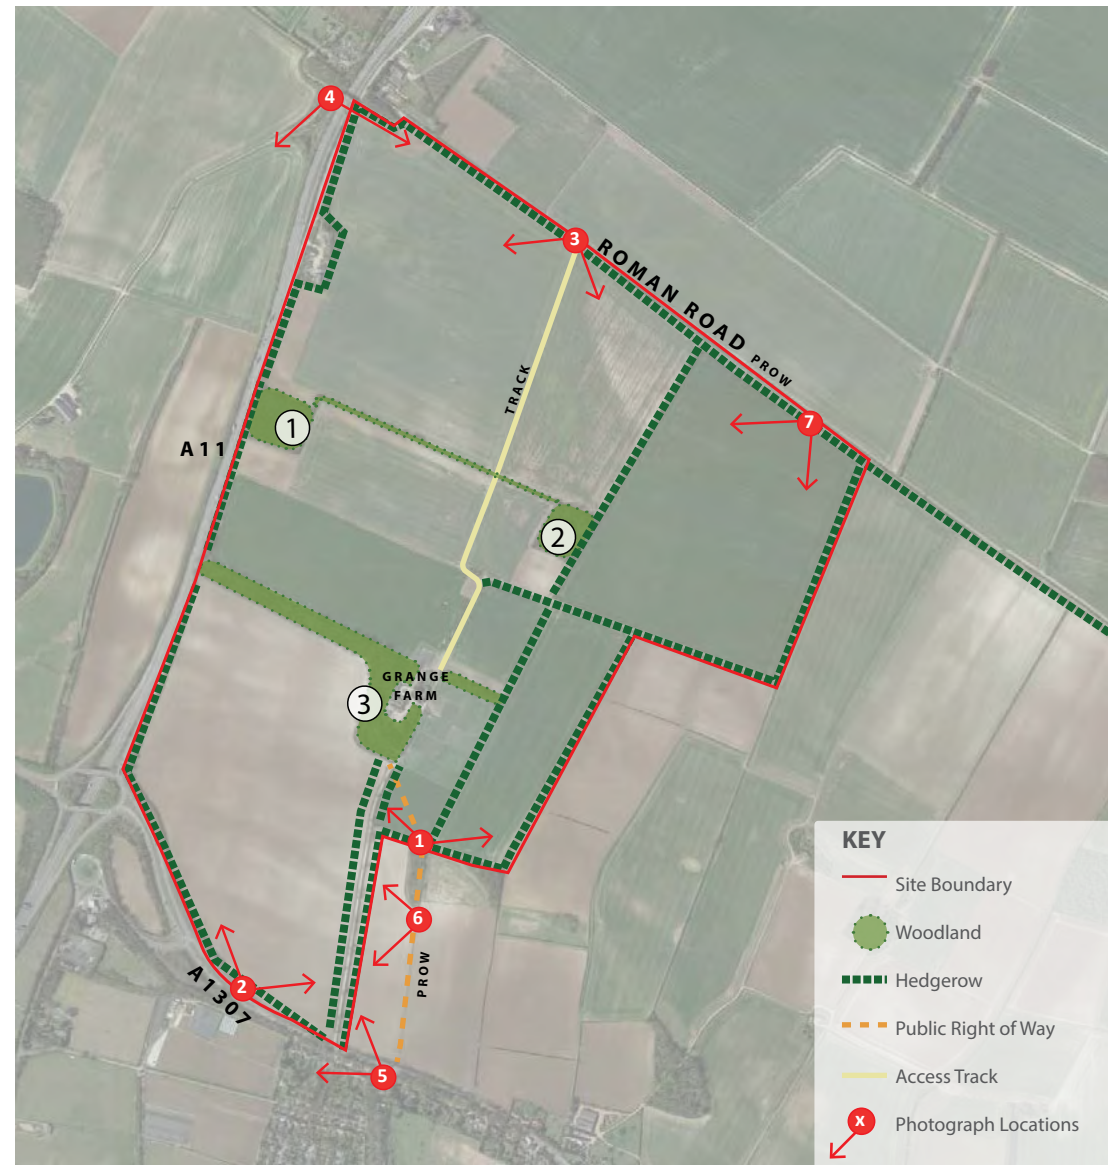 4
3
ROMAN ROAD PROW
TRACK
7
A11
1
2
GRANGE
FARM
3
1
6
PROW
2
A1307
5
KEY
Site Boundary
Woodland
Hedgerow
Public Right of Way
Access Track
x
Photograph Locations